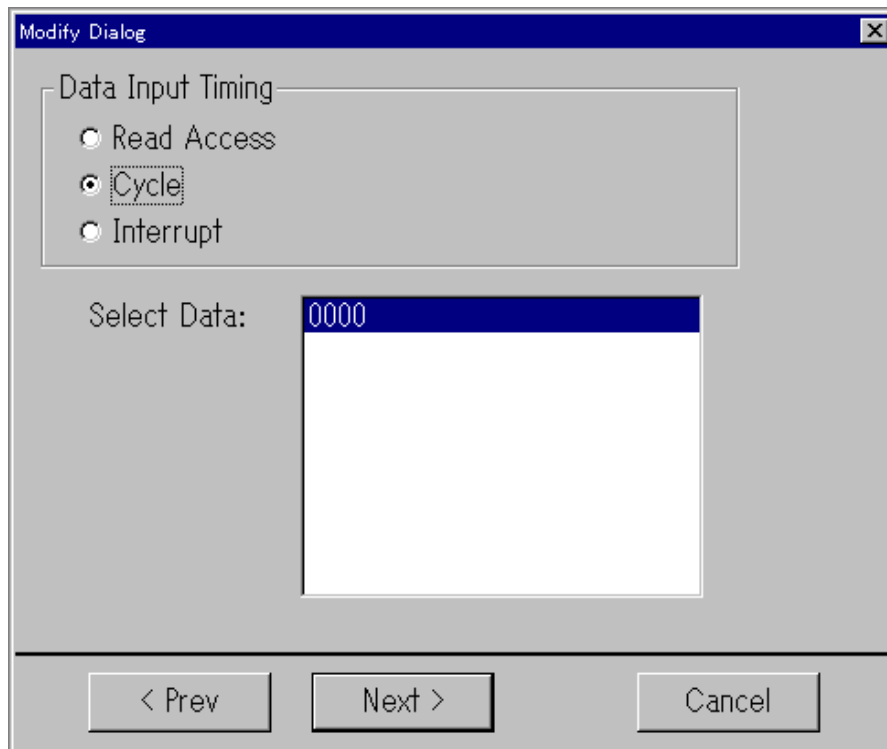 Modify Dialog
Data Input Timing
Read Access
Cycle
Interrupt
Select Data:
0000
< Prev
Next >
Cancel